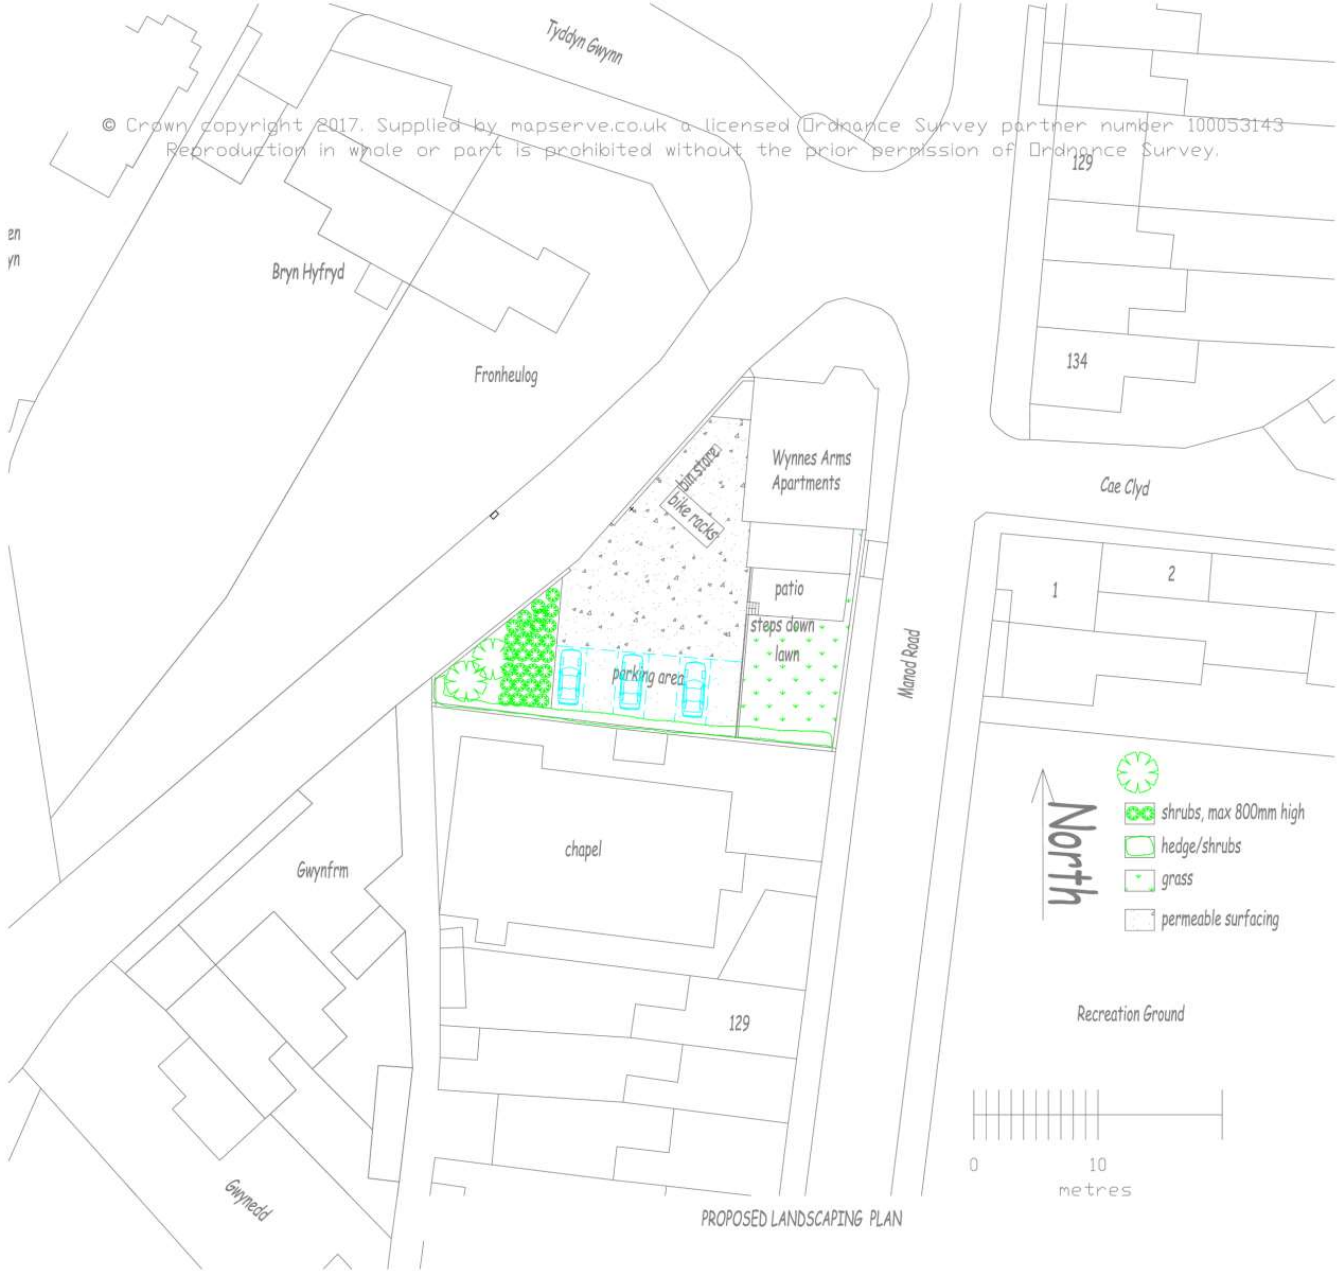 Tyddyn Gwynn
© Crown copyright 2017. Supplied by mapserve.co.uk a licensed Ordnance Survey partner number 100053143
Reproduction in whole or part is prohibited without the prior permission of Ordnance Survey.
129
en
yn
Bryn Hyfryd
Fronheulog
134
Wynnes Arms
Apartments
bin store
bike racks
Cae Clyd
patio
steps down
lawn
parking area
Manod Road
1
2
North
shrubs, max 800mm high
hedge/shrubs
grass
permeable surfacing
chapel
Gwynfrm
129
Recreation Ground
0
10
metres
Gwynedd
PROPOSED LANDSCAPING PLAN